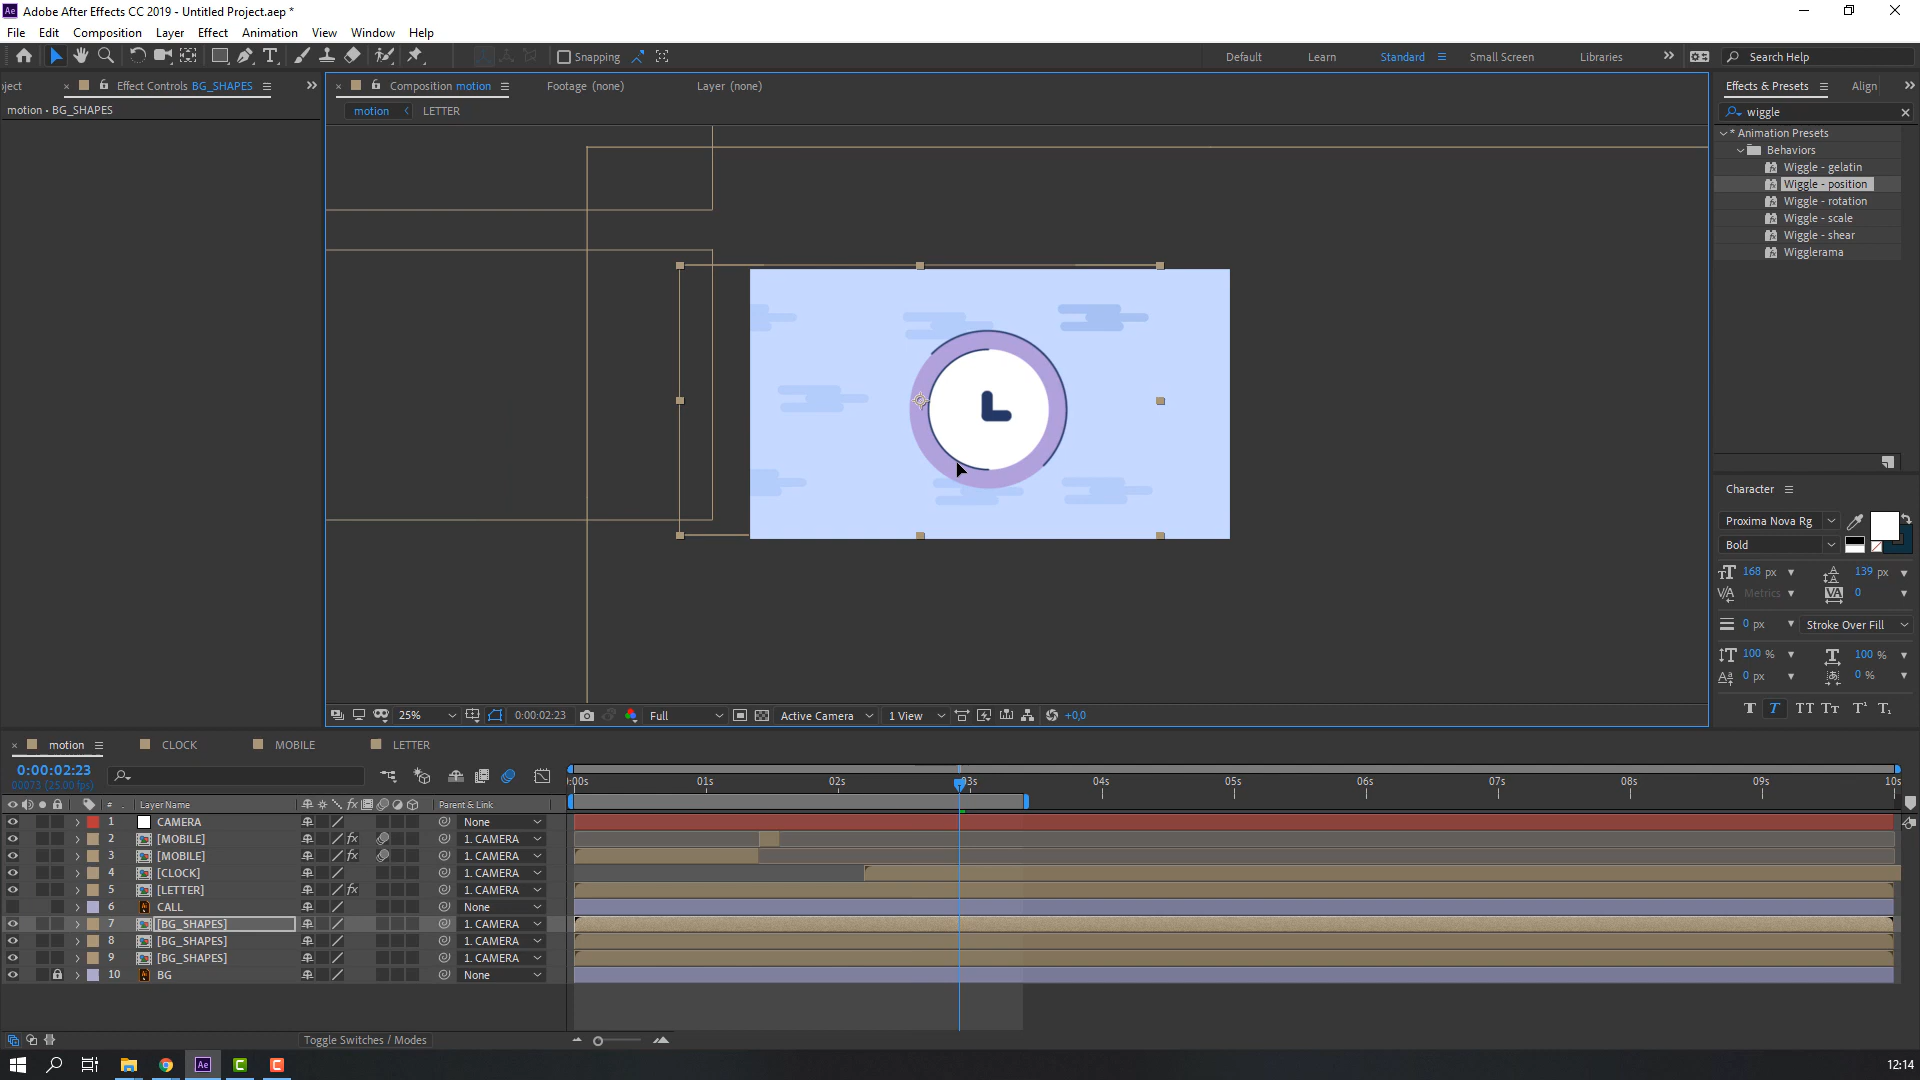 Adobe After Effects CC 2019 - Untitled Project.aep *
File Edit Composition Layer Effect Animation View Window Help
Snapping Default Learn Standard Small Screen Libraries Search Help
ject Effect Controls BG_SHAPES
motion • BG_SHAPES
Composition motion Footage (none) Layer (none)
motion LETTER
Effects & Presets Align
wiggle
* Animation Presets
Behaviors
Wiggle - gelatin
Wiggle - position
Wiggle - rotation
Wiggle - scale
Wiggle - shear
Wigglerama
Character
Proxima Nova Rg
Bold
168 px 139 px
Metrics 0
0 px Stroke Over Fill
100 % 100 %
0 px 0 %
25% 0:00:02:23 Full Active Camera 1 View +0,0
motion CLOCK MOBILE LETTER
0:00:02:23
00073 (25.00 fps)
:00s 01s 02s 03s 04s 05s 06s 07s 08s 09s 10s
# Layer Name Parent & Link
1 CAMERA None
2 [MOBILE] fx 1. CAMERA
3 [MOBILE] fx 1. CAMERA
4 [CLOCK] 1. CAMERA
5 [LETTER] fx 1. CAMERA
6 CALL None
7 [BG_SHAPES] 1. CAMERA
8 [BG_SHAPES] 1. CAMERA
9 [BG_SHAPES] 1. CAMERA
10 BG None
Toggle Switches / Modes
12:14